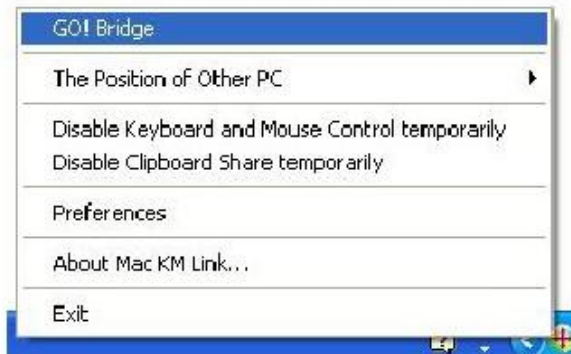 GO! Bridge
The Position of Other PC
Disable Keyboard and Mouse Control temporarily
Disable Clipboard Share temporarily
Preferences
About Mac KM Link...
Exit